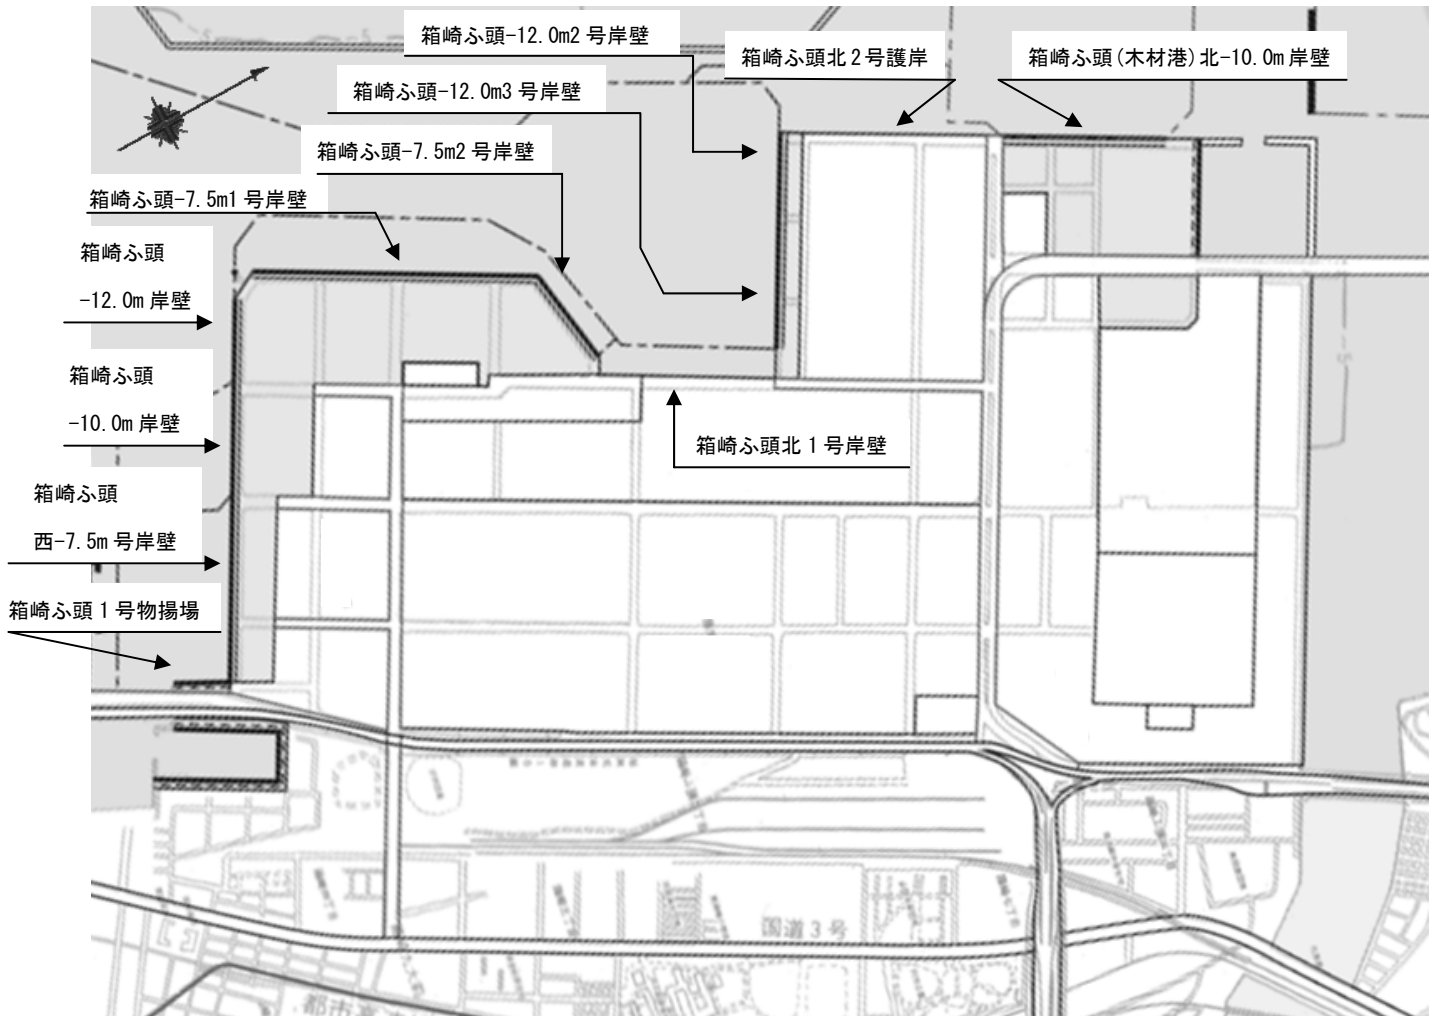 箱崎ふ頭-12.0m2号岸壁
箱崎ふ頭北2号護岸
箱崎ふ頭(木材港)北-10.0m岸壁
箱崎ふ頭-12.0m3号岸壁
箱崎ふ頭-7.5m2号岸壁
箱崎ふ頭-7.5m1号岸壁
箱崎ふ頭
-12.0m岸壁
箱崎ふ頭
-10.0m岸壁
箱崎ふ頭北1号岸壁
箱崎ふ頭
西-7.5m号岸壁
箱崎ふ頭1号物揚場
国道3号